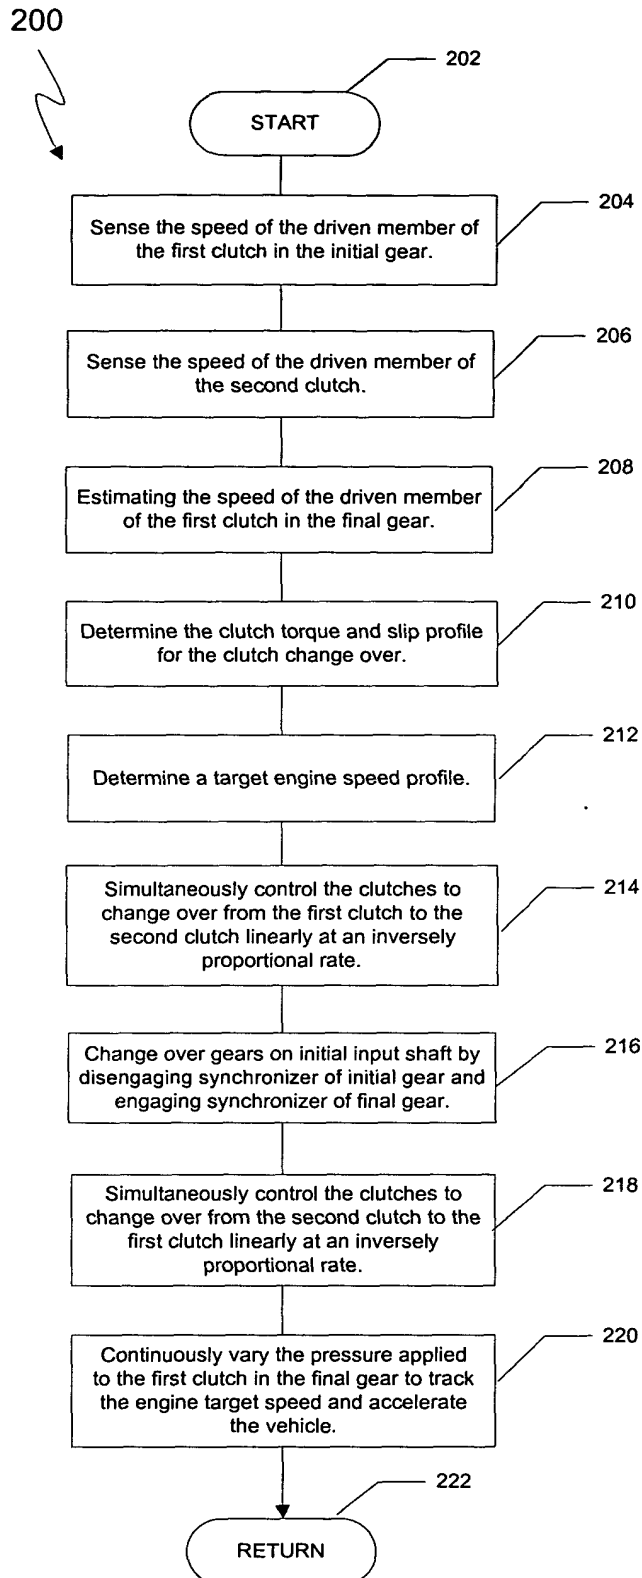 200
202
START
204
Sense the speed of the driven member of
the first clutch in the initial gear.
206
Sense the speed of the driven member of
the second clutch.
208
Estimating the speed of the driven member
of the first clutch in the final gear.
210
Determine the clutch torque and slip profile
for the clutch change over.
212
Determine a target engine speed profile.
214
Simultaneously control the clutches to
change over from the first clutch to the
second clutch linearly at an inversely
proportional rate.
216
Change over gears on initial input shaft by
disengaging synchronizer of initial gear and
engaging synchronizer of final gear.
218
Simultaneously control the clutches to
change over from the second clutch to the
first clutch linearly at an inversely
proportional rate.
220
Continuously vary the pressure applied
to the first clutch in the final gear to track
the engine target speed and accelerate
the vehicle.
222
RETURN